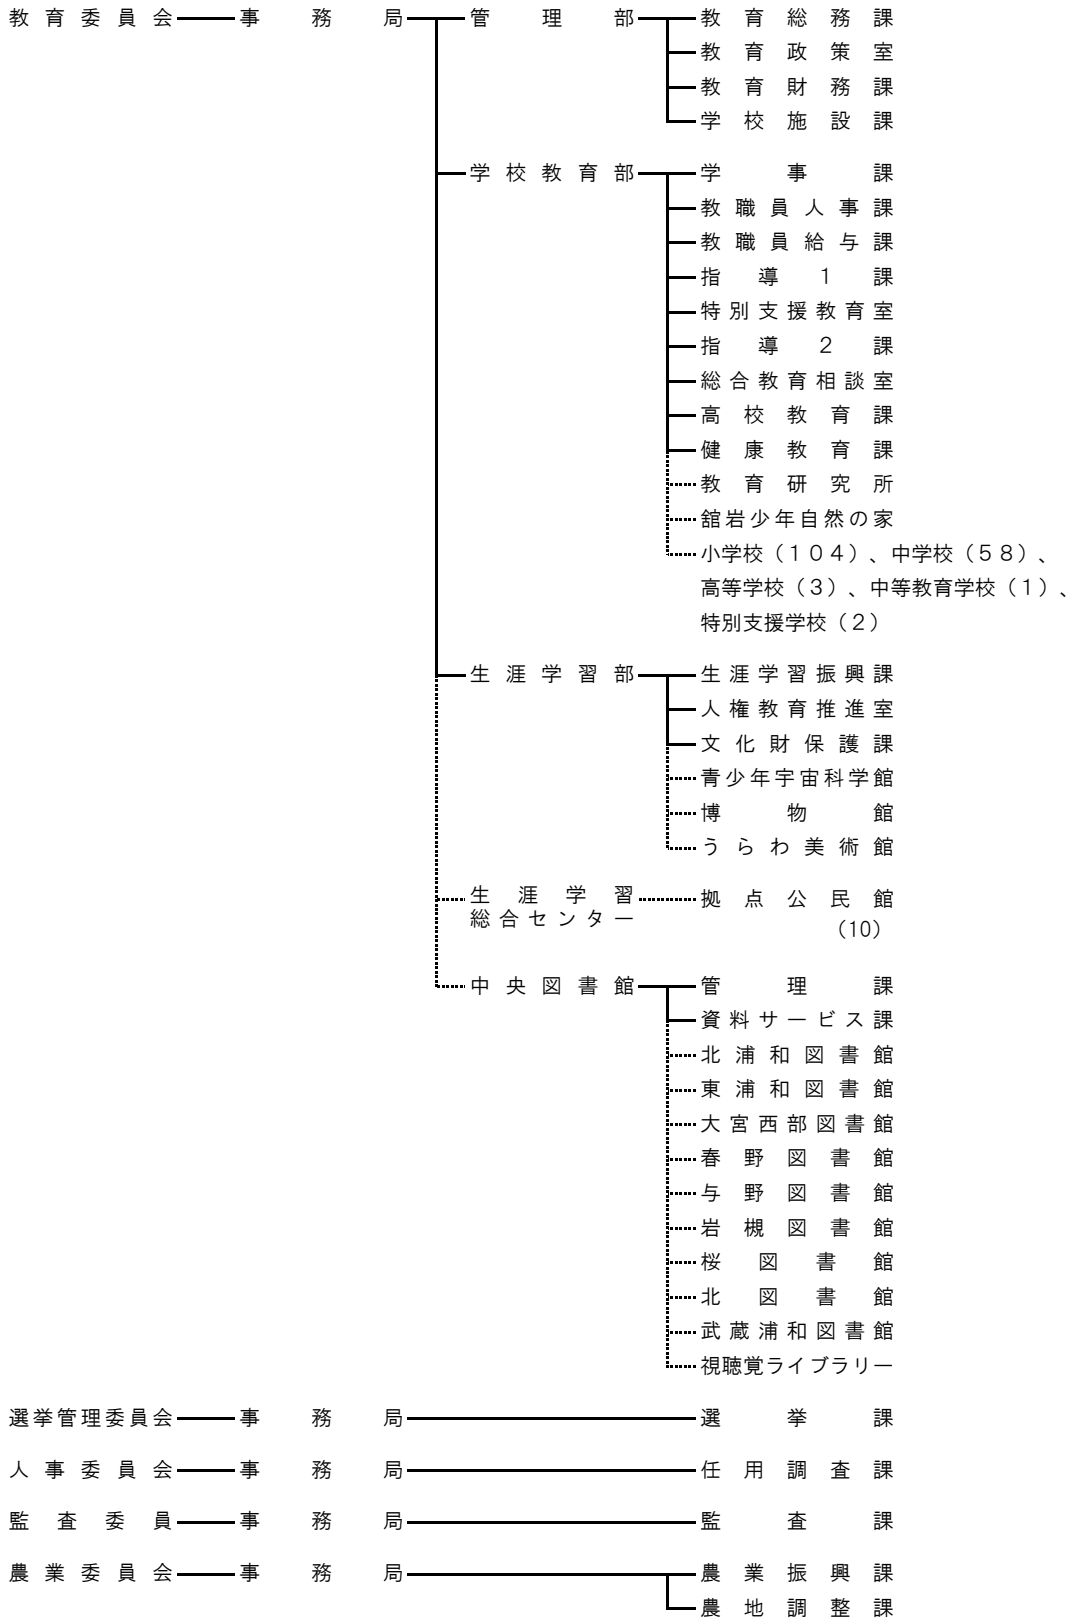 教育委員会 事務局 管理部 教育総務課
教育政策室
教育財務課
学校施設課
学校教育部 学事課
教職員人事課
教職員給与課
指導1課
特別支援教育室
指導2課
総合教育相談室
高校教育課
健康教育課
教育研究所
舘岩少年自然の家
小学校（１０４）、中学校（５８）、
高等学校（３）、中等教育学校（１）、
特別支援学校（２）
生涯学習部 生涯学習振興課
人権教育推進室
文化財保護課
青少年宇宙科学館
博物館
うらわ美術館
生涯学習
総合センター
拠点公民館
（10）
中央図書館 管理課
資料サービス課
北浦和図書館
東浦和図書館
大宮西部図書館
春野図書館
与野図書館
岩槻図書館
桜図書館
北図書館
武蔵浦和図書館
視聴覚ライブラリー
選挙管理委員会 事務局 選挙課
人事委員会 事務局 任用調査課
監査委員 事務局 監査課
農業委員会 事務局 農業振興課
農地調整課